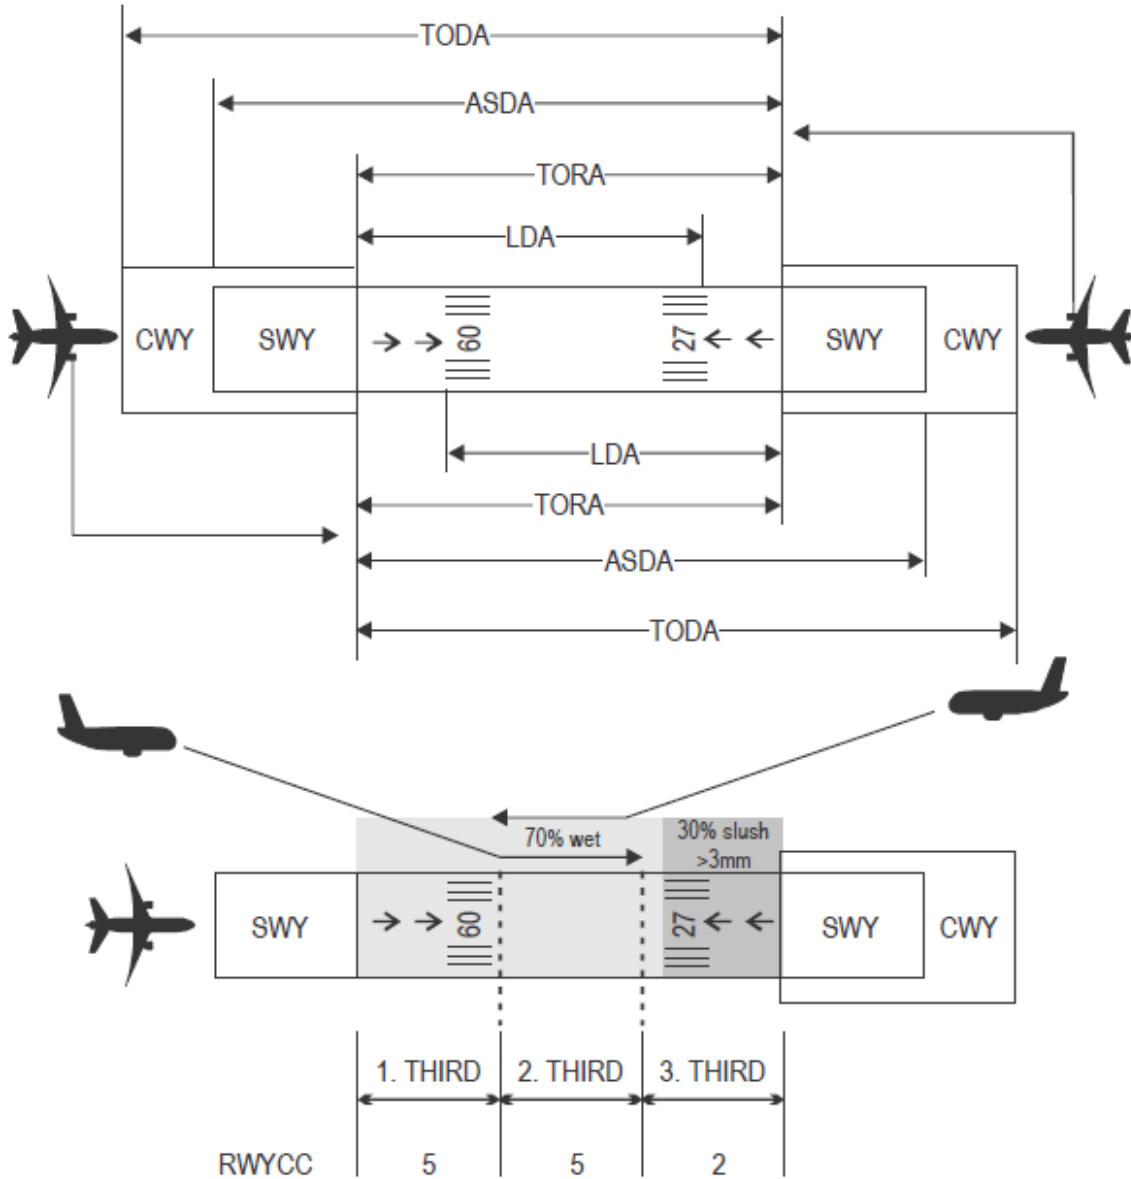 TODA
ASDA
TORA
LDA
CWY SWY 09 27 SWY CWY
LDA
TORA
ASDA
TODA
70% wet
30% slush
>3mm
SWY 09 27 SWY CWY
1. THIRD 2. THIRD 3. THIRD
RWYCC 5 5 2